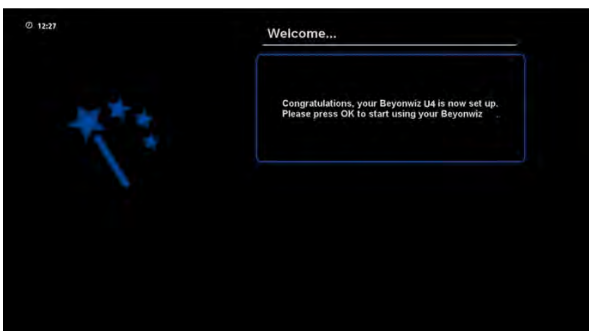 12:27
Welcome...
Congratulations, your Beyonwiz U4 is now set up.
Please press OK to start using your Beyonwiz ..